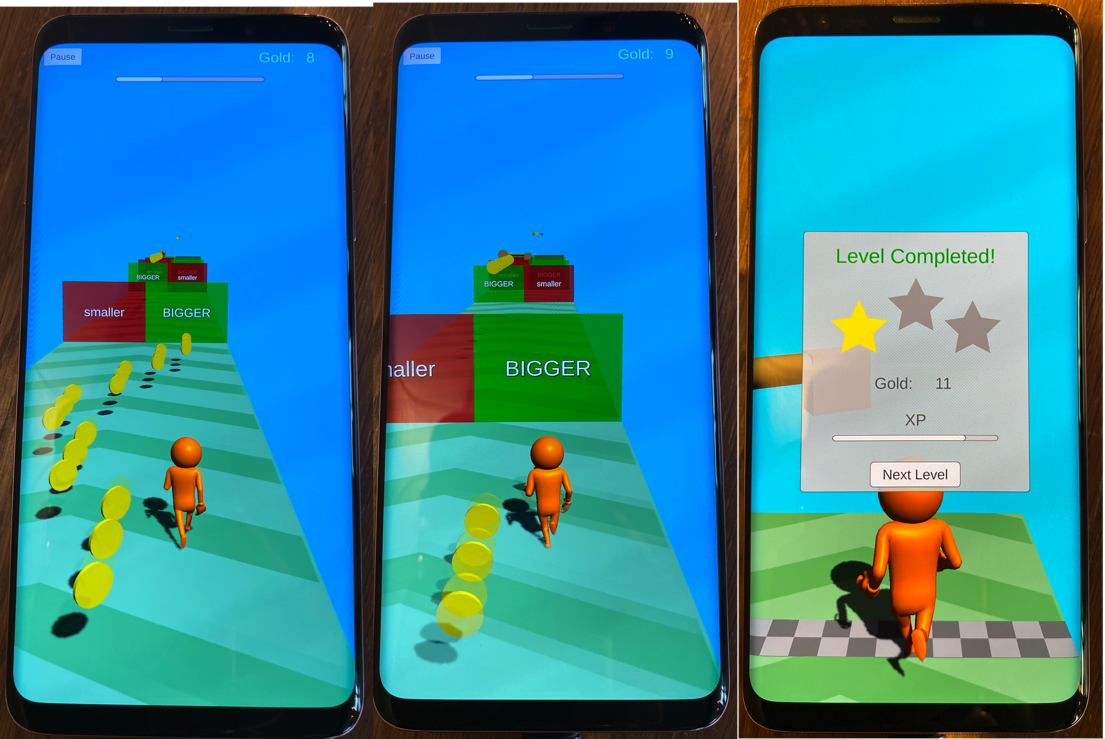 Pause
Gold: 8
BIGGER
smaller
smaller
BIGGER
Pause
Gold: 9
BIGGER
smaller
maller
BIGGER
Level Completed!
Gold: 11
XP
Next Level